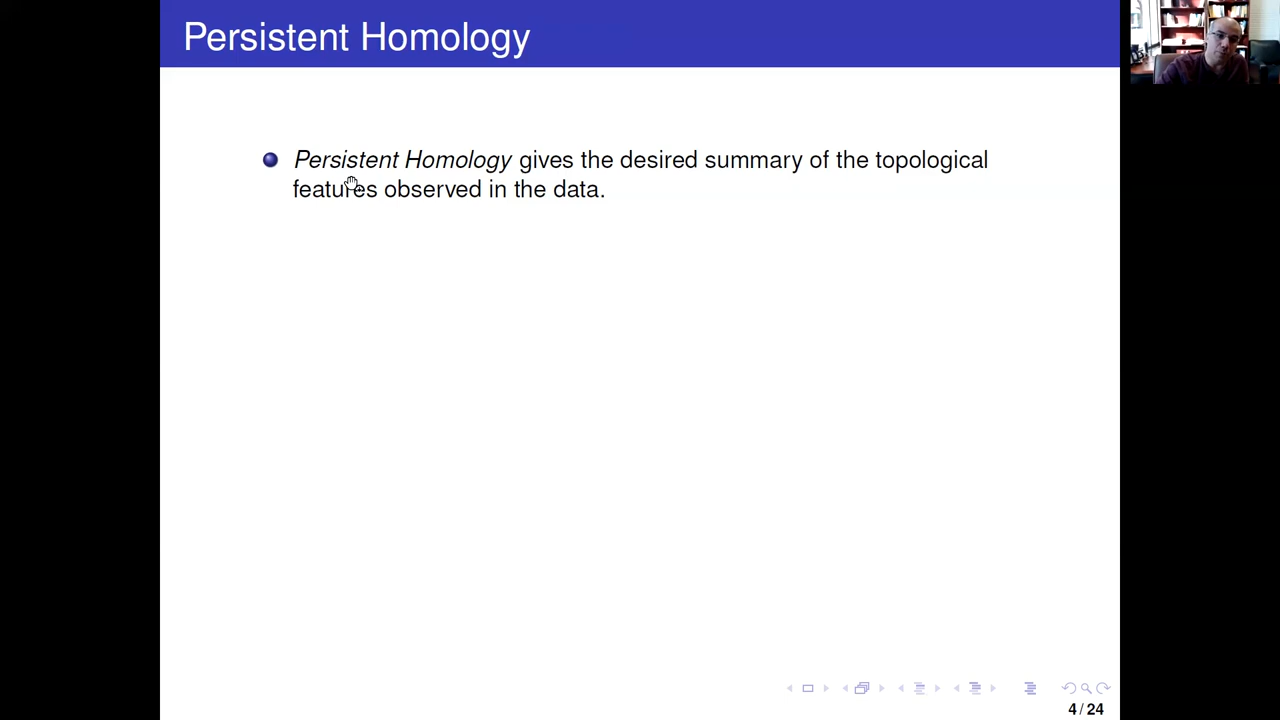 Persistent Homology
Persistent Homology gives the desired summary of the topological
features observed in the data.
4 / 24